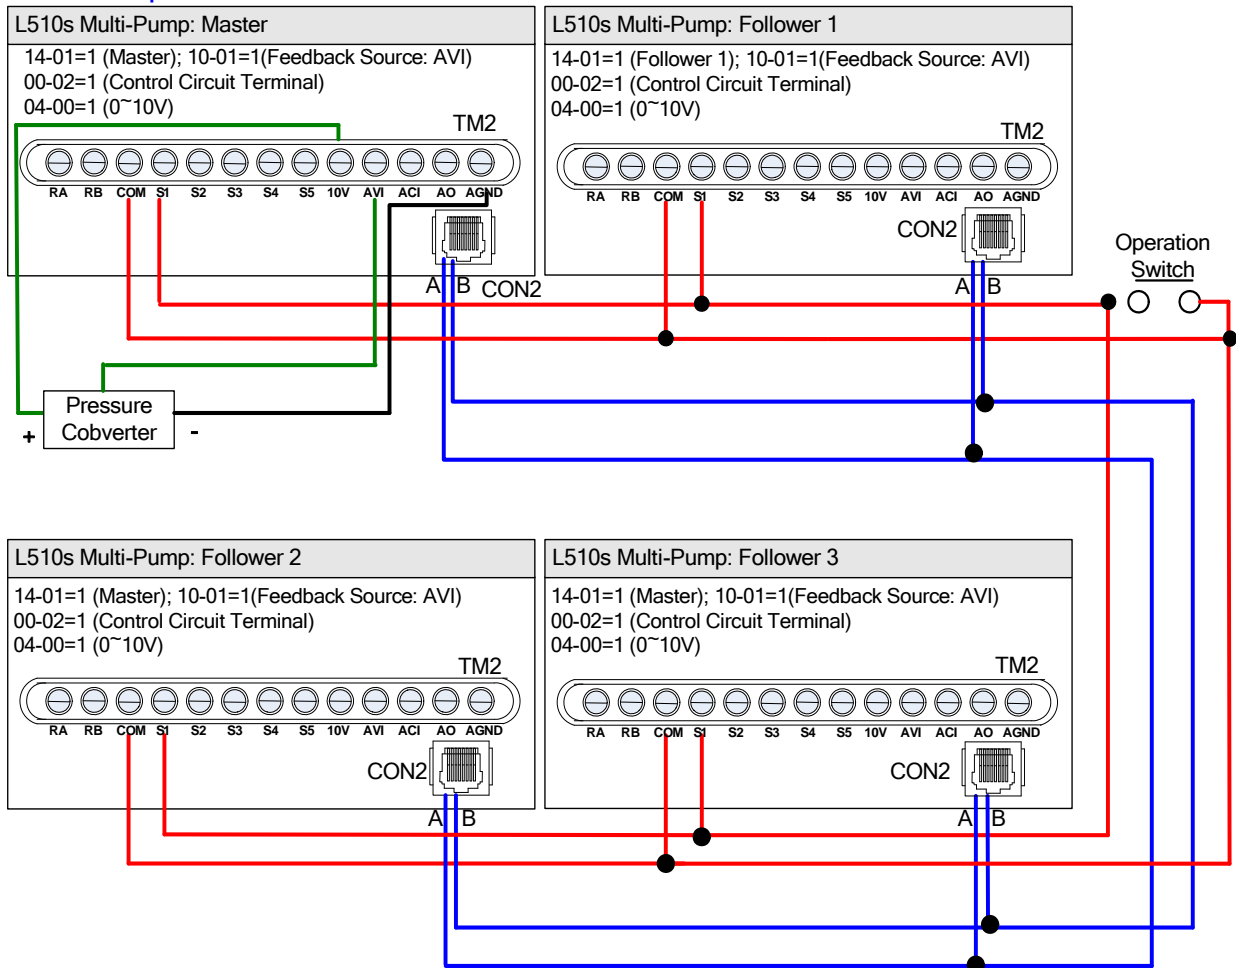 L510s Multi-Pump: Master
14-01=1 (Master); 10-01=1(Feedback Source: AVI)
00-02=1 (Control Circuit Terminal)
04-00=1 (0~10V)
TM2
RA RB COM S1 S2 S3 S4 S5 10V AVI ACI AO AGND
A B CON2
Pressure
Cobverter
+ -
L510s Multi-Pump: Follower 1
14-01=1 (Follower 1); 10-01=1(Feedback Source: AVI)
00-02=1 (Control Circuit Terminal)
04-00=1 (0~10V)
TM2
RA RB COM S1 S2 S3 S4 S5 10V AVI ACI AO AGND
CON2
A B
Operation
Switch
L510s Multi-Pump: Follower 2
14-01=1 (Master); 10-01=1(Feedback Source: AVI)
00-02=1 (Control Circuit Terminal)
04-00=1 (0~10V)
TM2
RA RB COM S1 S2 S3 S4 S5 10V AVI ACI AO AGND
CON2
A B
L510s Multi-Pump: Follower 3
14-01=1 (Master); 10-01=1(Feedback Source: AVI)
00-02=1 (Control Circuit Terminal)
04-00=1 (0~10V)
TM2
RA RB COM S1 S2 S3 S4 S5 10V AVI ACI AO AGND
CON2
A B